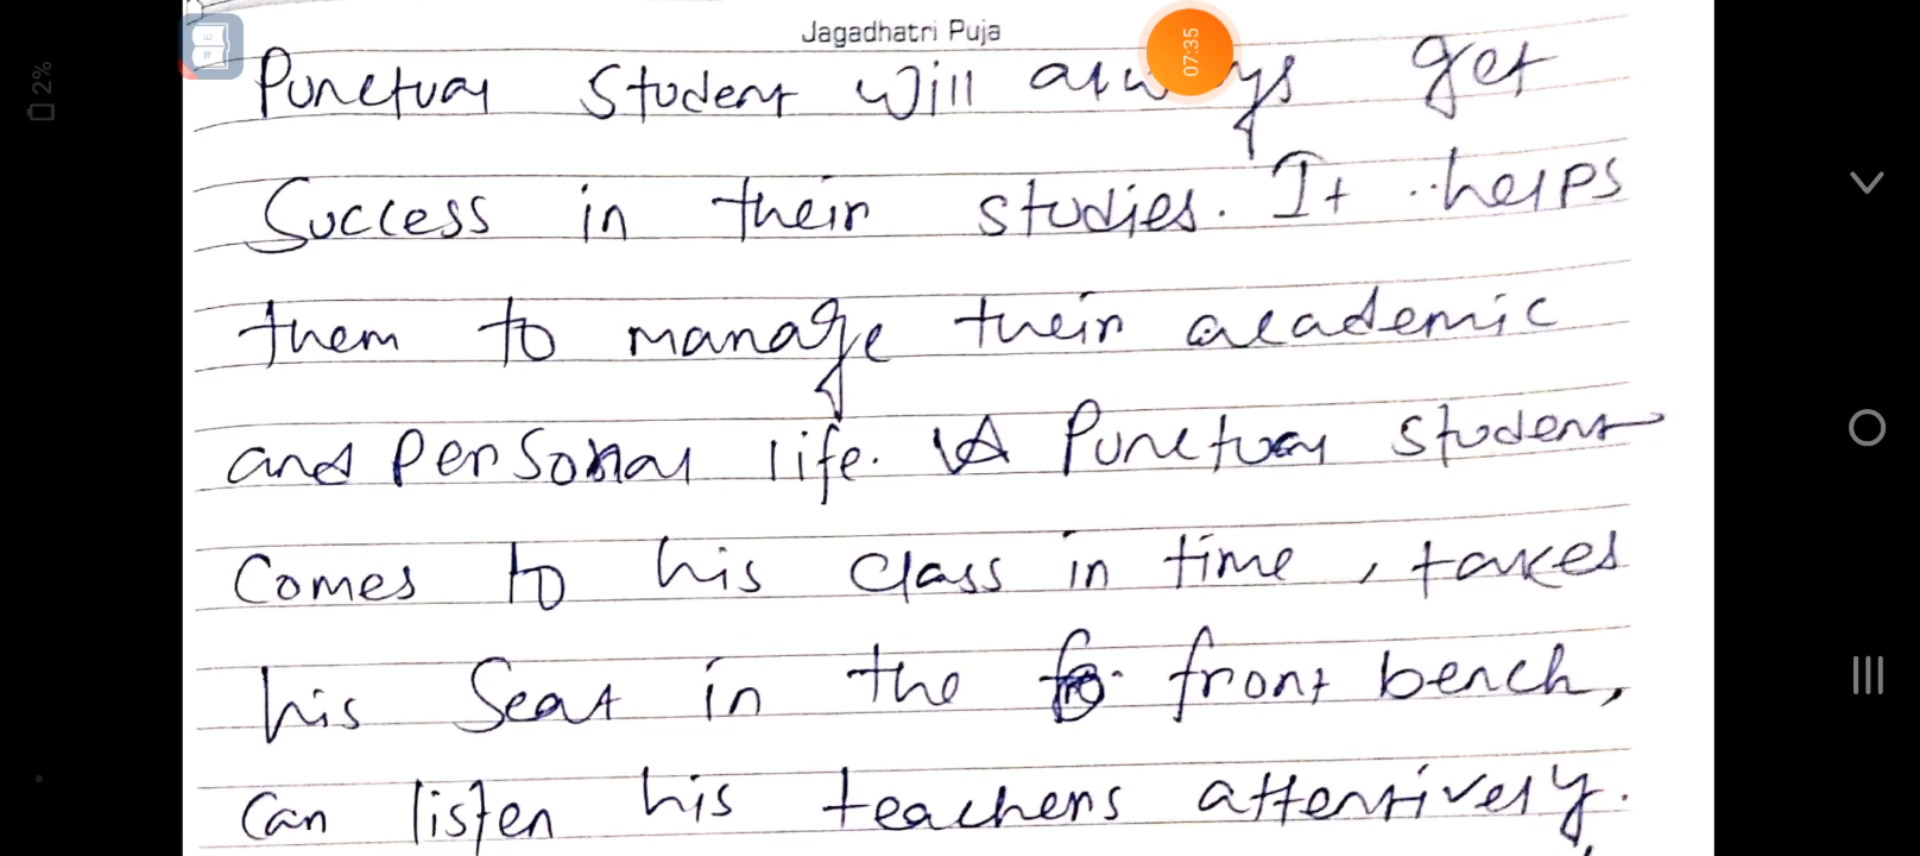 Jagadhatri Puja
07:35
2%
Punctual student will always get
Success in their studies. It helps
them to manage their academic
and personal life. A Punctual student
Comes to his class in time, takes
his Seat in the front bench,
Can listen his teachers attentively.